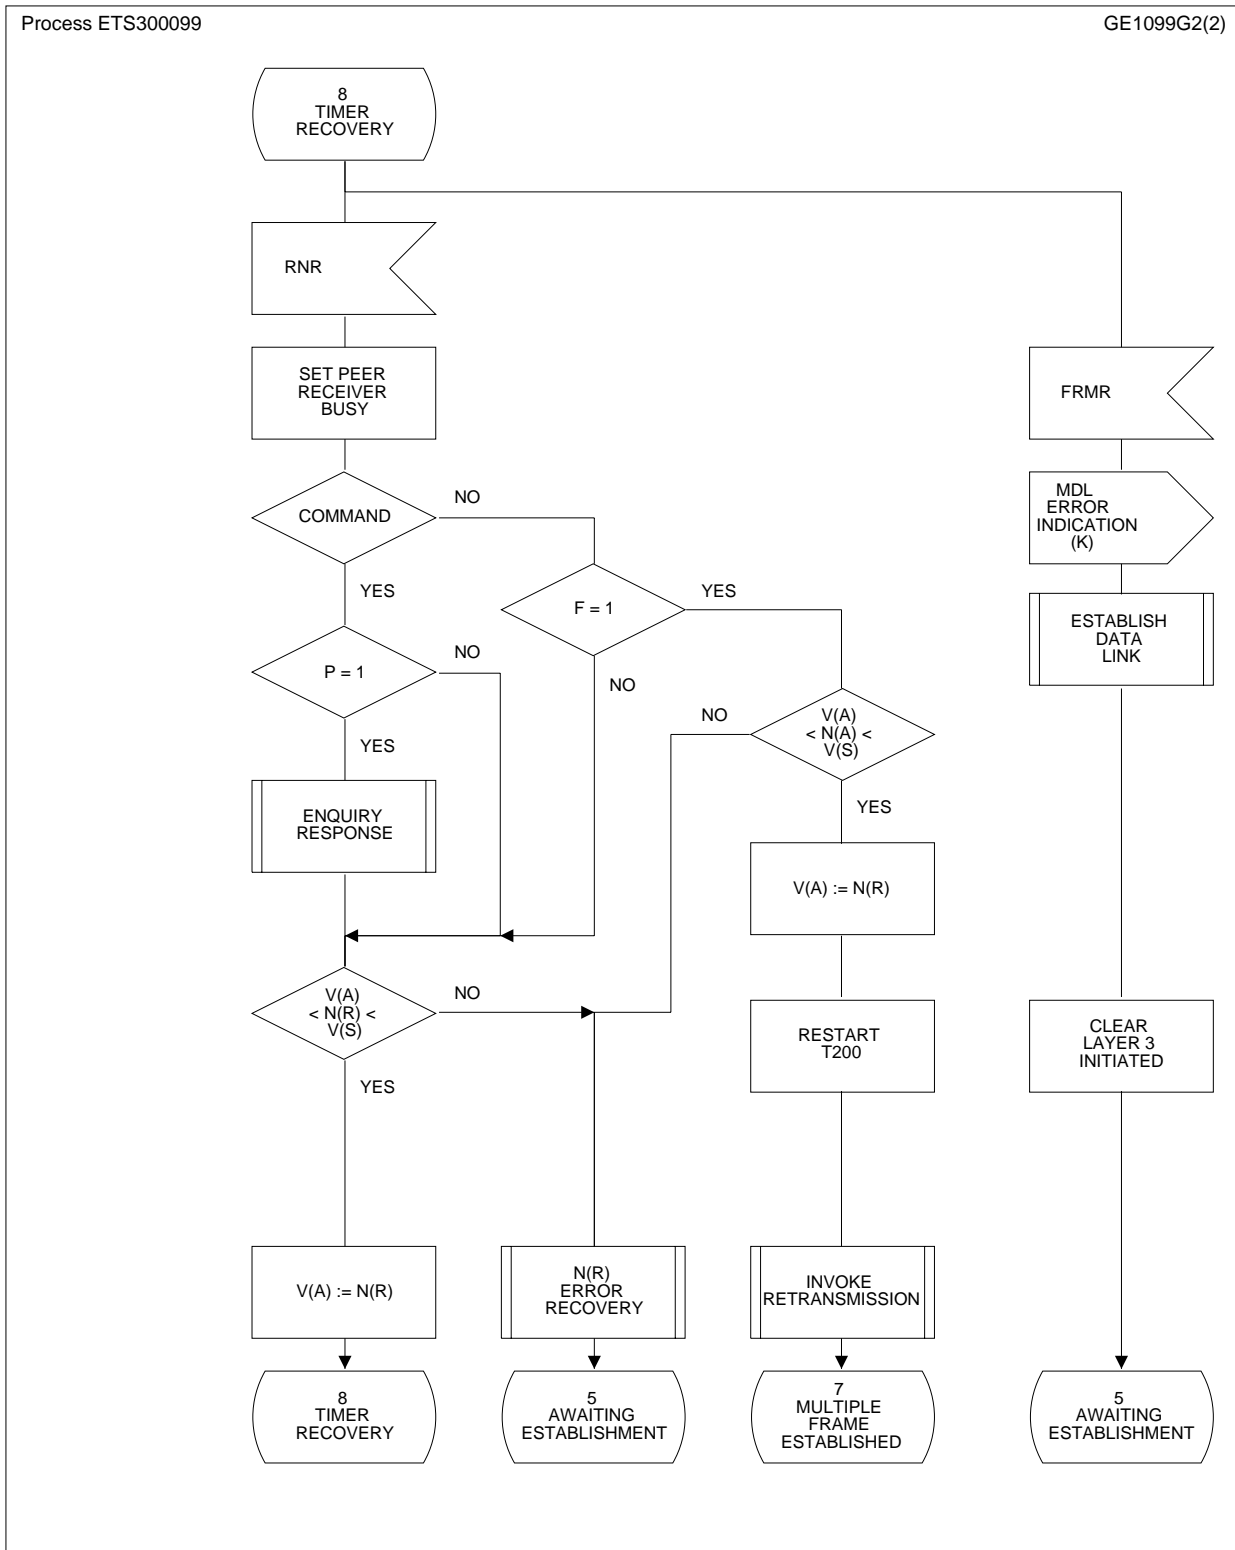 Process ETS300099
GE1099G2(2)
8
TIMER
RECOVERY
RNR
SET PEER
RECEIVER
BUSY
FRMR
COMMAND
NO
MDL
ERROR
INDICATION
(K)
YES
F = 1
YES
ESTABLISH
DATA
LINK
P = 1
NO
NO
YES
NO
V(A)
< N(A) <
V(S)
YES
ENQUIRY
RESPONSE
V(A) := N(R)
V(A)
< N(R) <
V(S)
NO
YES
RESTART
T200
CLEAR
LAYER 3
INITIATED
V(A) := N(R)
N(R)
ERROR
RECOVERY
INVOKE
RETRANSMISSION
8
TIMER
RECOVERY
5
AWAITING
ESTABLISHMENT
7
MULTIPLE
FRAME
ESTABLISHED
5
AWAITING
ESTABLISHMENT